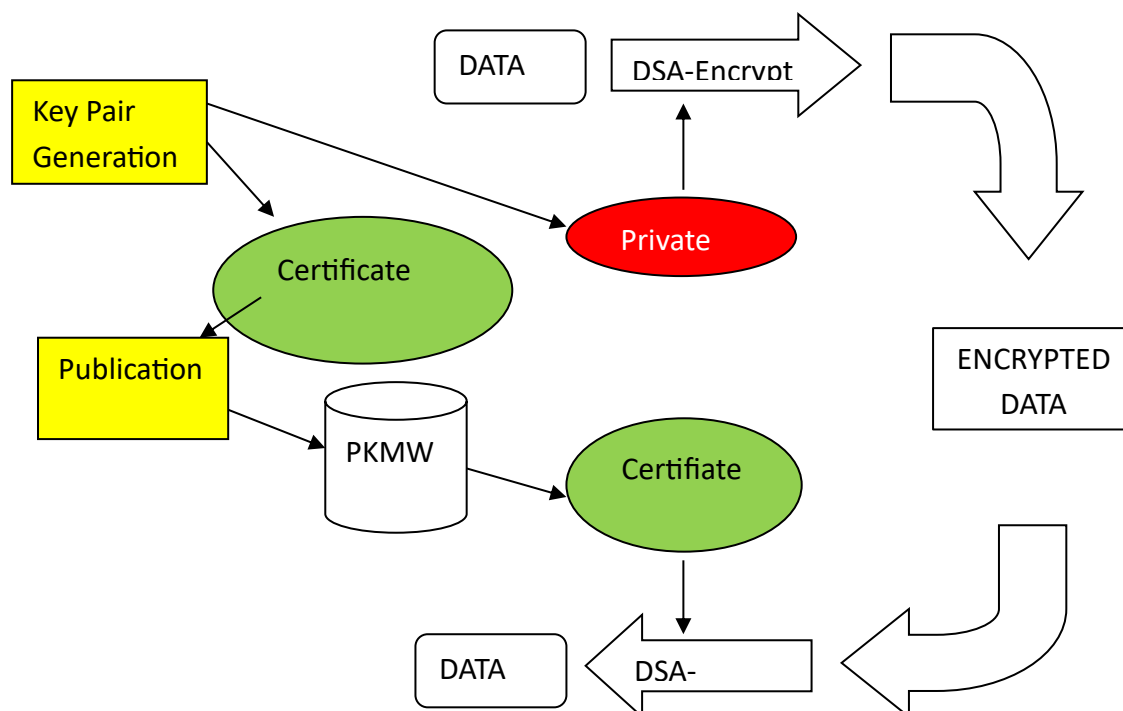 DATA
DSA-Encrypt
Key Pair
Generation
Private
Certificate
Publication
ENCRYPTED
DATA
PKMW
Certifiate
DATA
DSA-